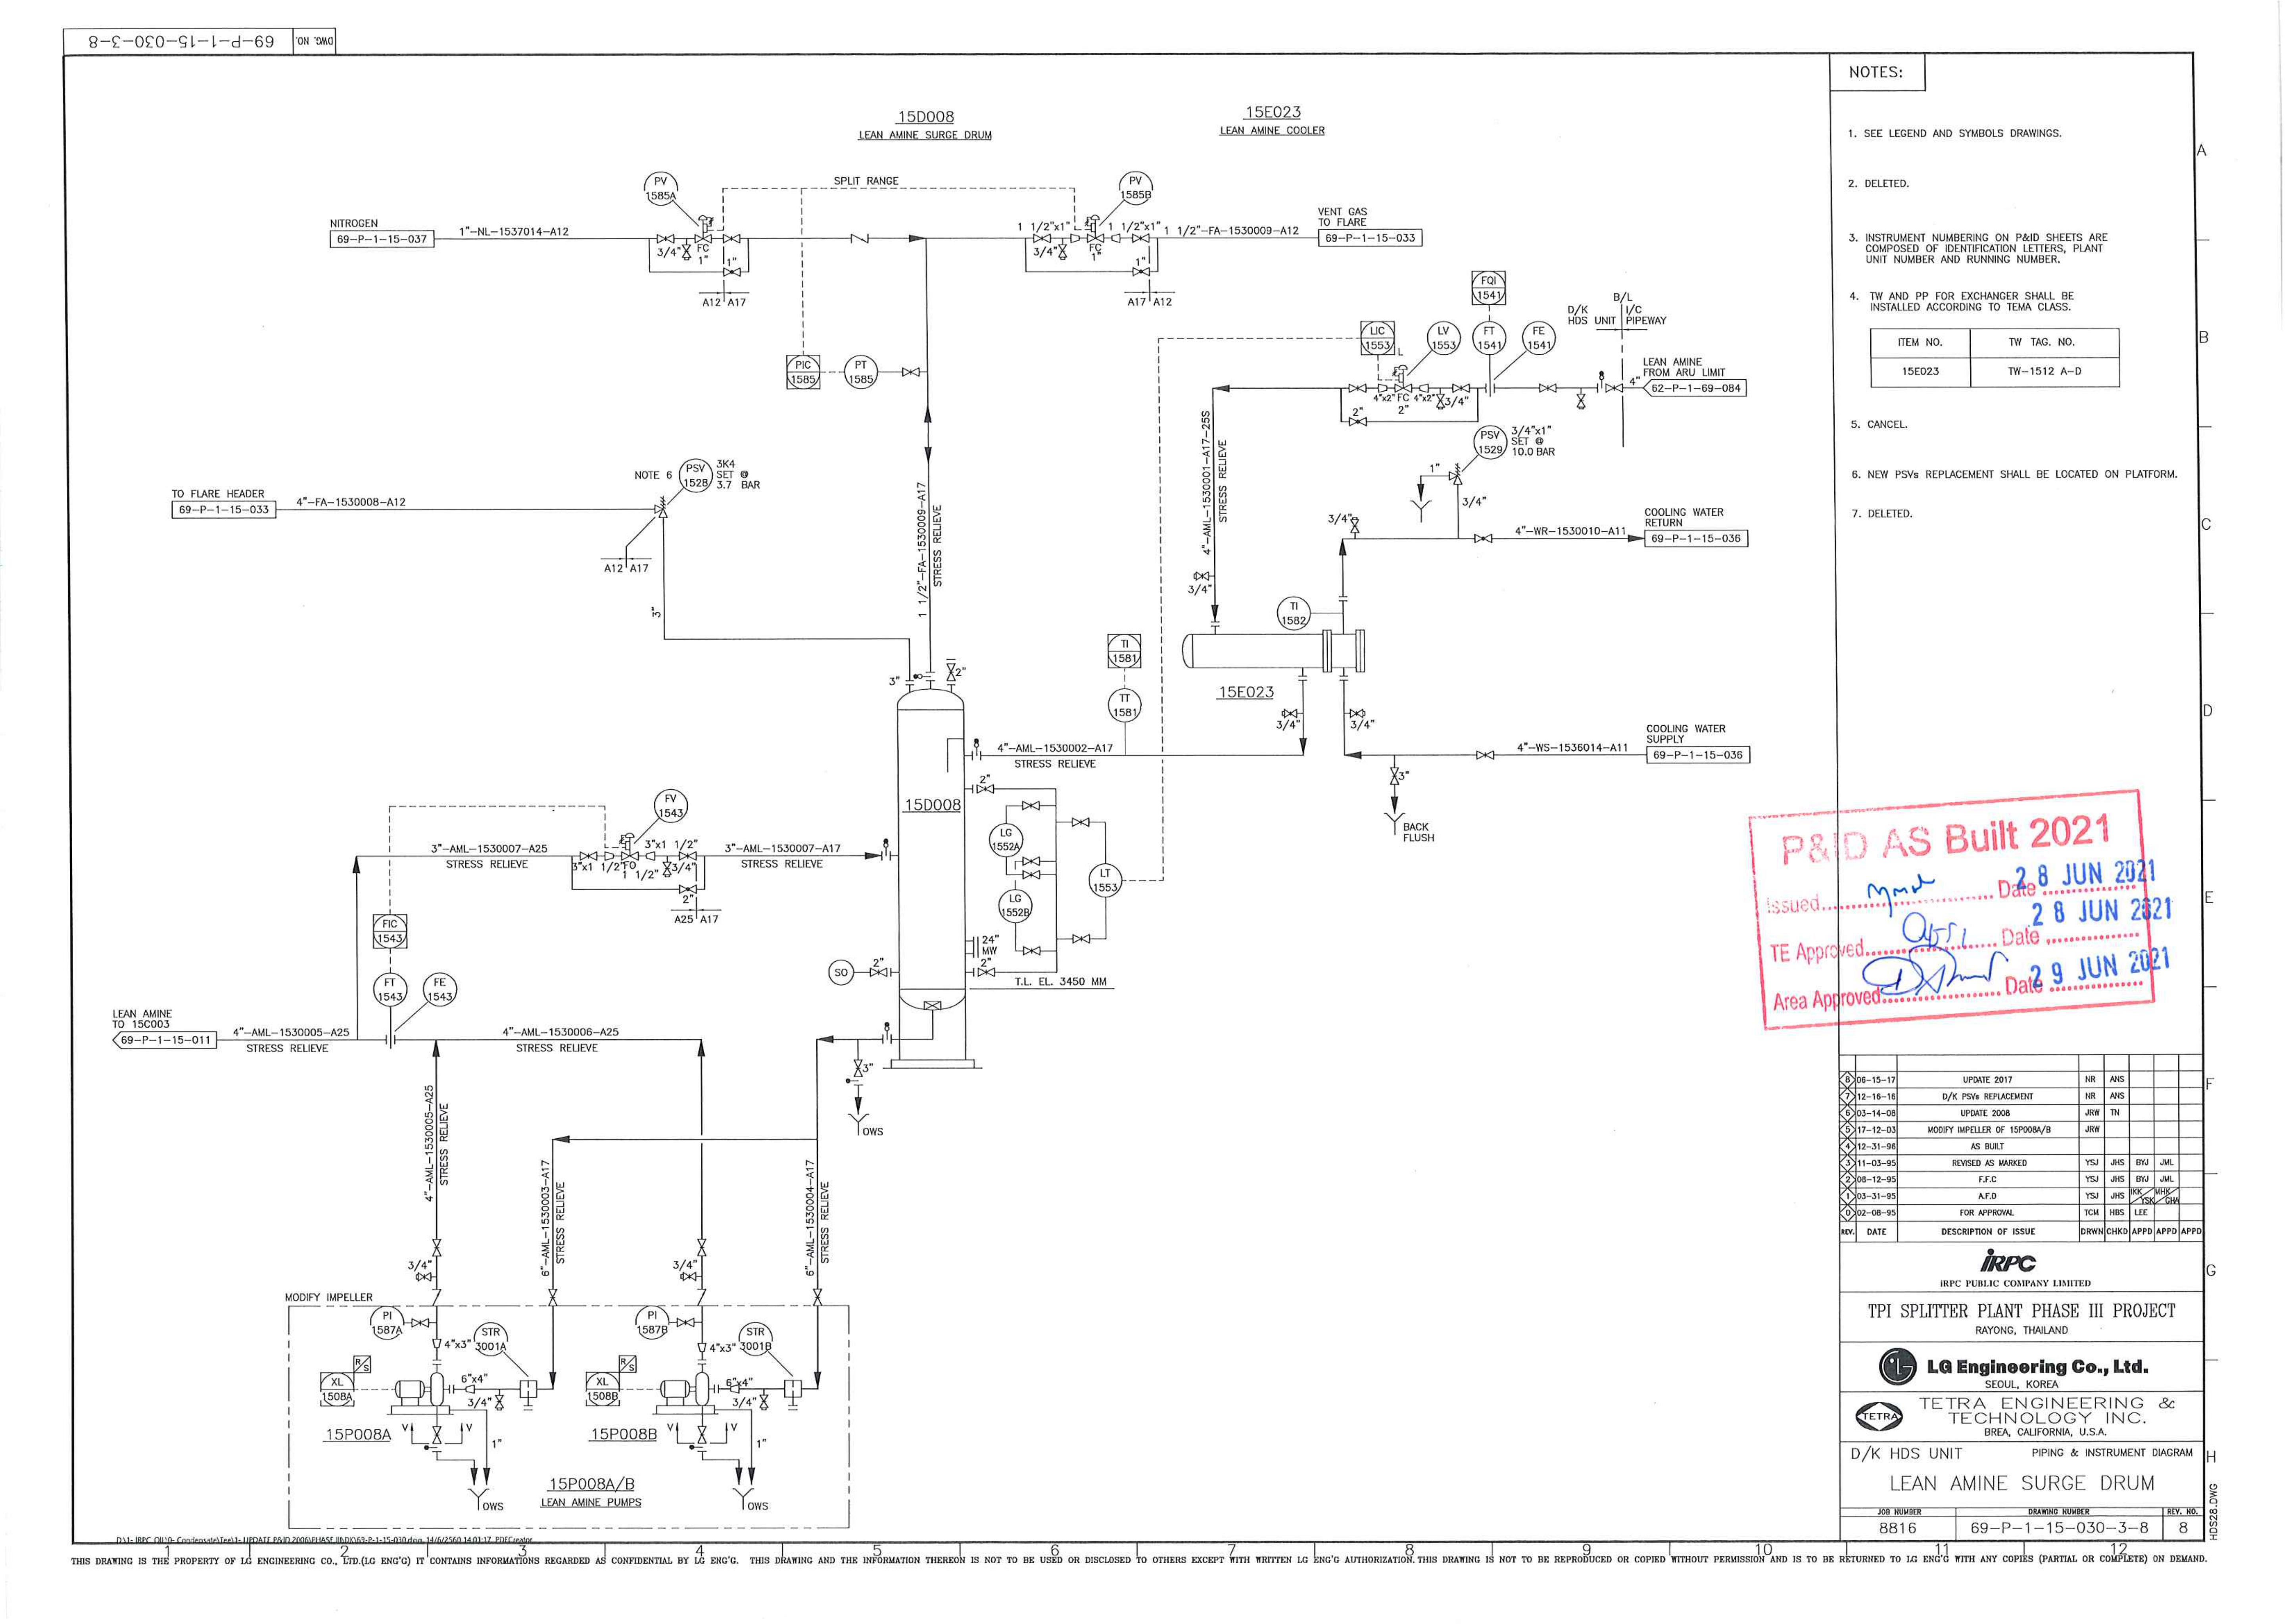 69-P-1-15-030-3-8
DWG. NO.
NOTES:
1. SEE LEGEND AND SYMBOLS DRAWINGS.
2. DELETED.
3. INSTRUMENT NUMBERING ON P&ID SHEETS ARE
COMPOSED OF IDENTIFICATION LETTERS, PLANT
UNIT NUMBER AND RUNNING NUMBER.
4. TW AND PP FOR EXCHANGER SHALL BE
INSTALLED ACCORDING TO TEMA CLASS.
ITEM NO. TW TAG. NO.
15E023 TW-1512 A-D
5. CANCEL.
6. NEW PSVs REPLACEMENT SHALL BE LOCATED ON PLATFORM.
7. DELETED.
15D008
LEAN AMINE SURGE DRUM
15E023
LEAN AMINE COOLER
PV
1585A
SPLIT RANGE
PV
1585B
NITROGEN
69-P-1-15-037
1"-NL-1537014-A12
3/4"
FC
1"
1"
A12 A17
1 1/2"x1"
1 1/2"x1"
1 1/2"-FA-1530009-A12
3/4"
FC
1"
1"
A17 A12
VENT GAS
TO FLARE
69-P-1-15-033
PIC
1585
PT
1585
FQI
1541
LIC
1553
L
LV
1553
FT
1541
FE
1541
D/K
HDS UNIT
B/L
I/C
PIPEWAY
LEAN AMINE
FROM ARU LIMIT
4"
62-P-1-69-084
4"x2" FC 4"x2"
2"
3/4"
2"
4"-AML-1530001-A17-25S
STRESS RELIEVE
PSV
1529
3/4"x1"
SET @
10.0 BAR
1"
3/4"
3/4"
COOLING WATER
RETURN
4"-WR-1530010-A11
69-P-1-15-036
NOTE 6
PSV
1528
3K4
SET @
3.7 BAR
TO FLARE HEADER
69-P-1-15-033
4"-FA-1530008-A12
A12 A17
3"
1 1/2"-FA-1530009-A17
STRESS RELIEVE
3/4"
TI
1582
TI
1581
TT
1581
15E023
3/4"
3/4"
3"
2"
4"-AML-1530002-A17
STRESS RELIEVE
COOLING WATER
SUPPLY
4"-WS-1536014-A11
69-P-1-15-036
3"
BACK
FLUSH
15D008
2"
LG
1552A
LG
1552B
LT
1553
24"
MW
2"
T.L. EL. 3450 MM
SO
2"
FV
1543
3"-AML-1530007-A25
STRESS RELIEVE
3"x1 1/2"
3"x1 1/2"
FO
1 1/2"
3/4"
2"
A25 A17
3"-AML-1530007-A17
STRESS RELIEVE
FIC
1543
FT
1543
FE
1543
LEAN AMINE
TO 15C003
69-P-1-15-011
4"-AML-1530005-A25
STRESS RELIEVE
4"-AML-1530006-A25
STRESS RELIEVE
3"
OWS
4"-AML-1530005-A25
STRESS RELIEVE
6"-AML-1530003-A17
STRESS RELIEVE
6"-AML-1530004-A17
STRESS RELIEVE
3/4"
3/4"
MODIFY IMPELLER
PI
1587A
4"x3"
STR
3001A
R/S
XL
1508A
6"x4"
3/4"
15P008A
V
V
1"
OWS
PI
1587B
4"x3"
STR
3001B
R/S
XL
1508B
6"x4"
3/4"
15P008B
V
V
1"
OWS
15P008A/B
LEAN AMINE PUMPS
P&ID AS Built 2021
Issued Date 28 JUN 2021
TE Approved Date 28 JUN 2021
Area Approved Date 29 JUN 2021
8 06-15-17 UPDATE 2017 NR ANS
7 12-16-16 D/K PSVs REPLACEMENT NR ANS
6 03-14-08 UPDATE 2008 JRW TN
5 17-12-03 MODIFY IMPELLER OF 15P008A/B JRW
4 12-31-96 AS BUILT
3 11-03-95 REVISED AS MARKED YSJ JHS BYJ JML
2 08-12-95 F.F.C YSJ JHS BYJ JML
1 03-31-95 A.F.D YSJ JHS IKK/YSK MHK/GHA
0 02-08-95 FOR APPROVAL TCM HBS LEE
REV. DATE DESCRIPTION OF ISSUE DRWN CHKD APPD APPD APPD
iRPC
iRPC PUBLIC COMPANY LIMITED
TPI SPLITTER PLANT PHASE III PROJECT
RAYONG, THAILAND
LG Engineering Co., Ltd.
SEOUL, KOREA
TETRA
TETRA ENGINEERING &
TECHNOLOGY INC.
BREA, CALIFORNIA, U.S.A.
D/K HDS UNIT PIPING & INSTRUMENT DIAGRAM
LEAN AMINE SURGE DRUM
JOB NUMBER DRAWING NUMBER REV. NO.
8816 69-P-1-15-030-3-8 8
HDS28.DWG
A
B
C
D
E
F
G
H
1 2 3 4 5 6 7 8 9 10 11 12
THIS DRAWING IS THE PROPERTY OF LG ENGINEERING CO., LTD.(LG ENG'G) IT CONTAINS INFORMATIONS REGARDED AS CONFIDENTIAL BY LG ENG'G. THIS DRAWING AND THE INFORMATION THEREON IS NOT TO BE USED OR DISCLOSED TO OTHERS EXCEPT WITH WRITTEN LG ENG'G AUTHORIZATION. THIS DRAWING IS NOT TO BE REPRODUCED OR COPIED WITHOUT PERMISSION AND IS TO BE RETURNED TO LG ENG'G WITH ANY COPIES (PARTIAL OR COMPLETE) ON DEMAND.